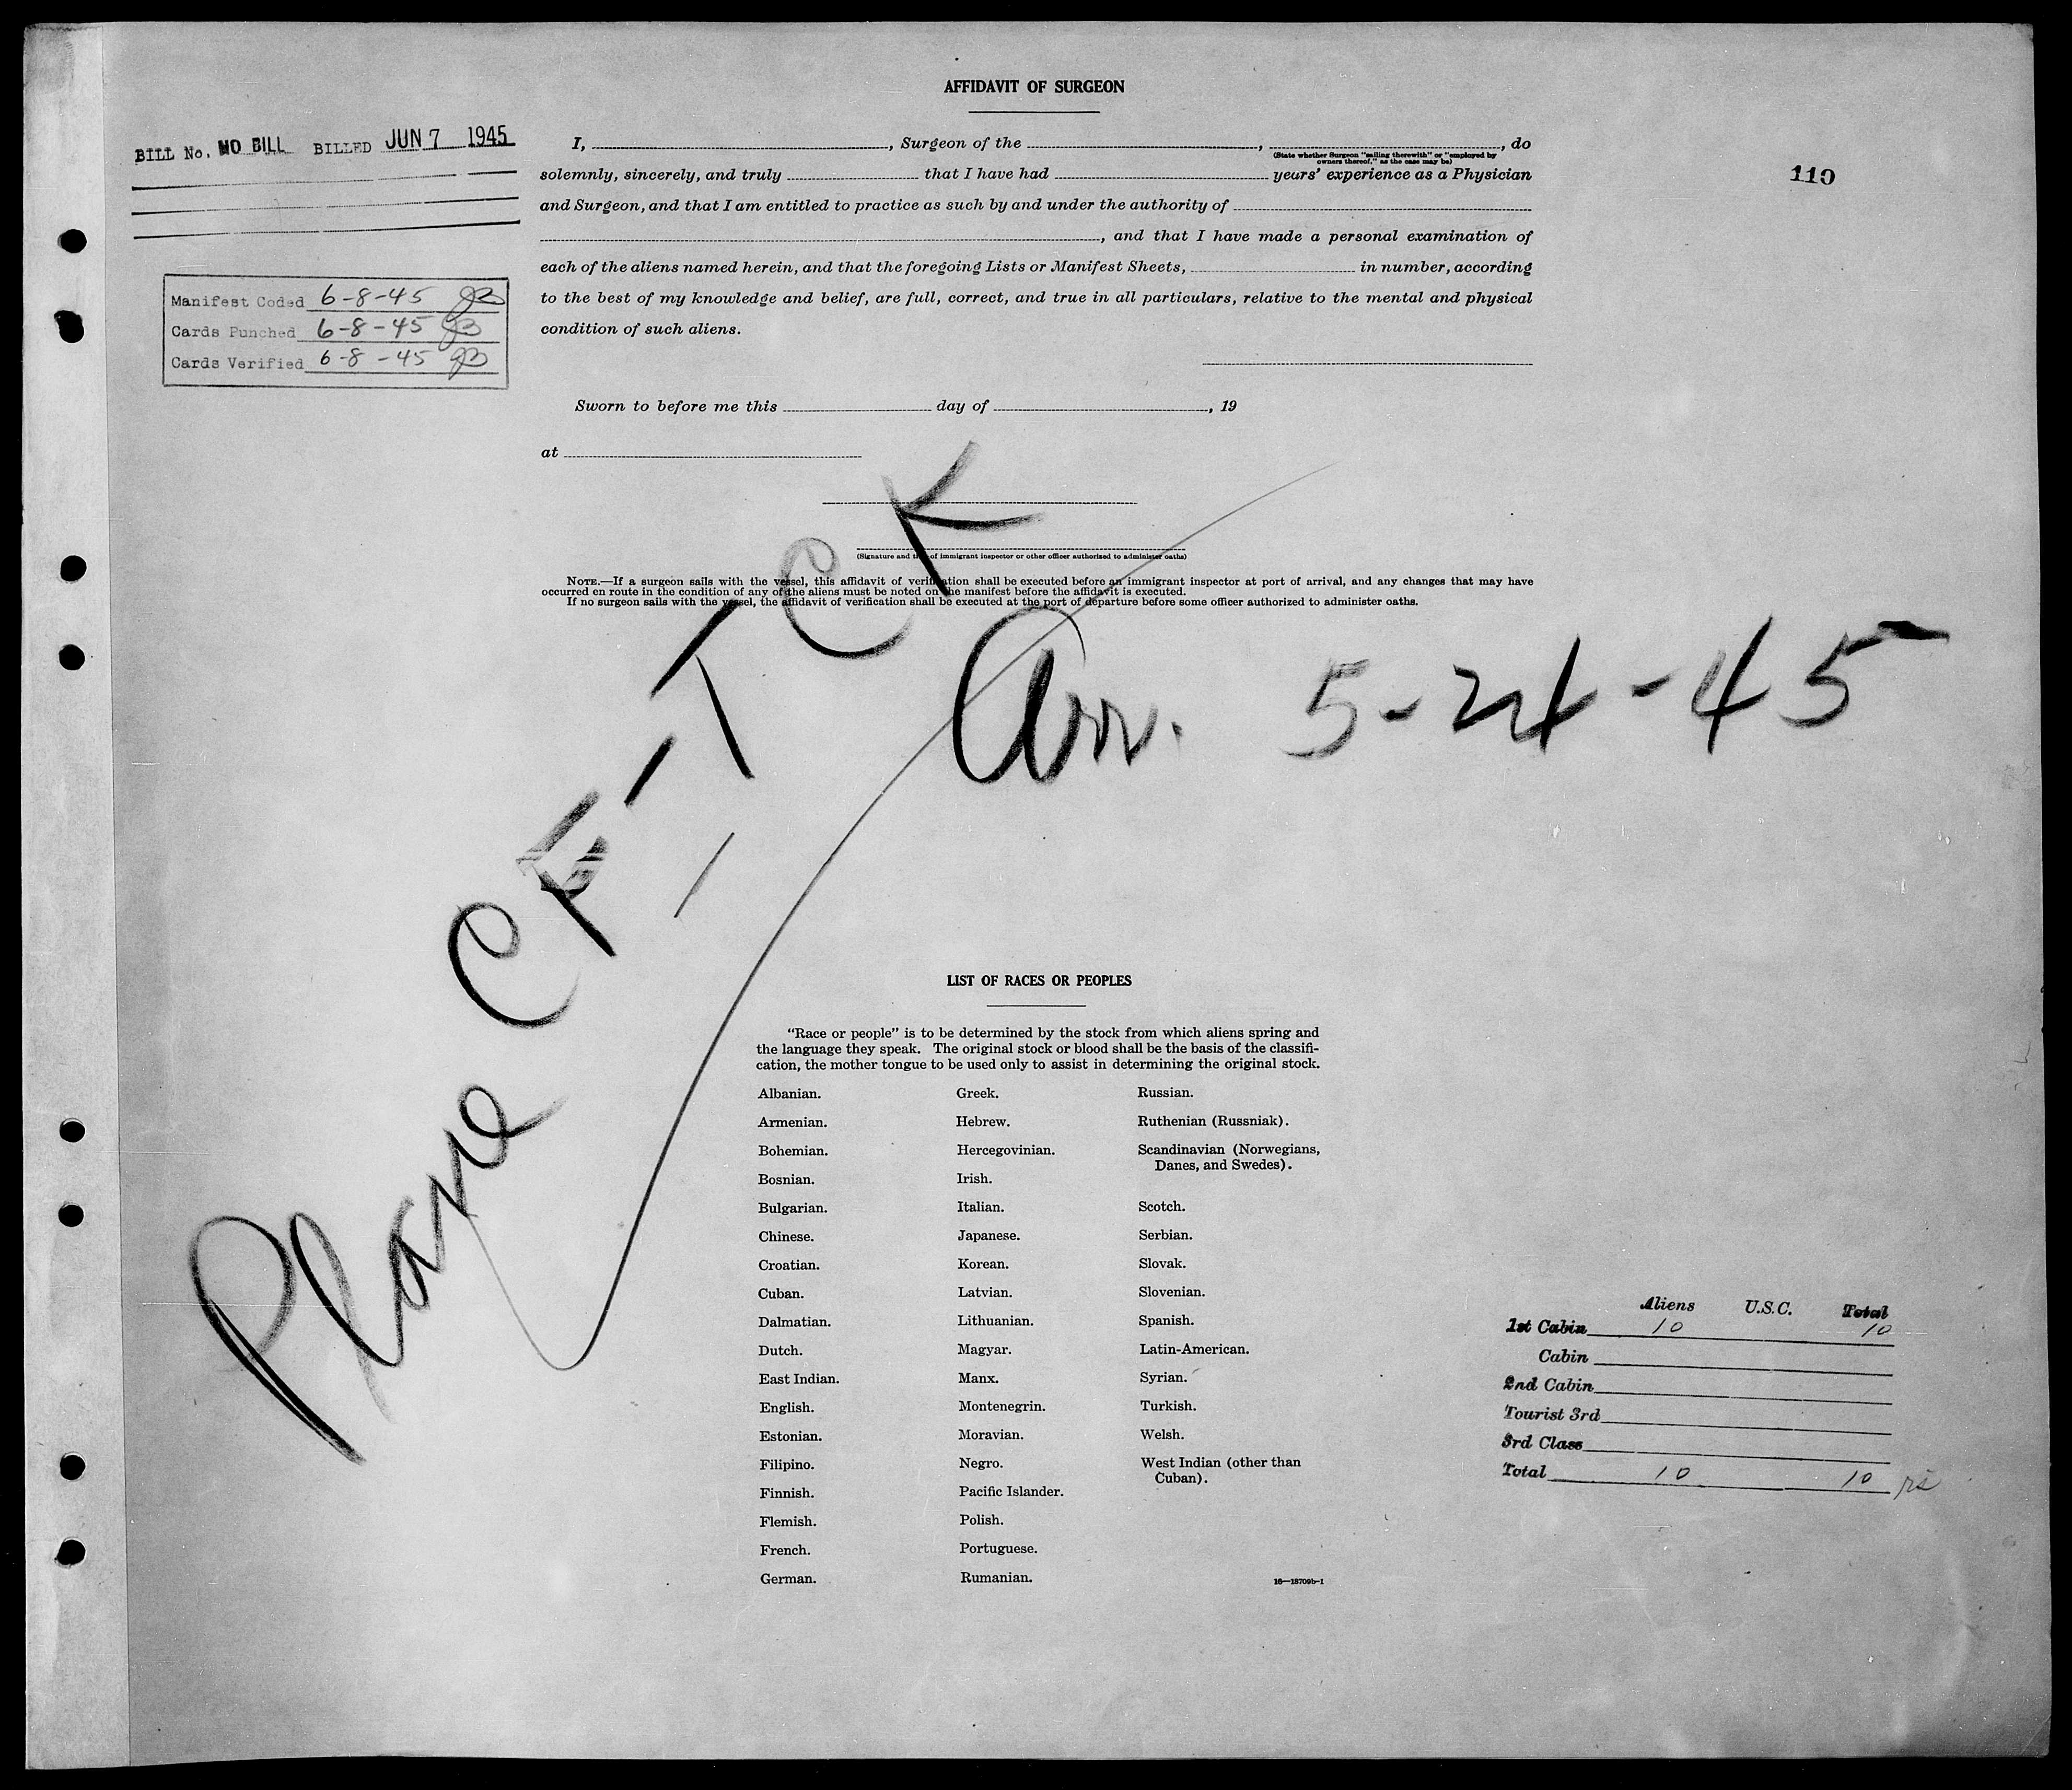 AFFIDAVIT OF SURGEON
BILL No. NO BILL BILLED JUN 7 1945
110
I, , Surgeon of the , , do
(State whether Surgeon "sailing therewith" or "employed by
owners thereof," as the case may be)
solemnly, sincerely, and truly that I have had years' experience as a Physician
and Surgeon, and that I am entitled to practice as such by and under the authority of
, and that I have made a personal examination of
each of the aliens named herein, and that the foregoing Lists or Manifest Sheets, in number, according
to the best of my knowledge and belief, are full, correct, and true in all particulars, relative to the mental and physical
condition of such aliens.
Manifest Coded 6-8-45
Cards Punched 6-8-45
Cards Verified 6-8-45
Sworn to before me this day of , 19
at
(Signature and title of immigrant inspector or other officer authorized to administer oaths)
NOTE.—If a surgeon sails with the vessel, this affidavit of verification shall be executed before an immigrant inspector at port of arrival, and any changes that may have
occurred en route in the condition of any of the aliens must be noted on the manifest before the affidavit is executed.
If no surgeon sails with the vessel, the affidavit of verification shall be executed at the port of departure before some officer authorized to administer oaths.
Plane CF-TCK
Arr. 5-24-45
LIST OF RACES OR PEOPLES
"Race or people" is to be determined by the stock from which aliens spring and
the language they speak. The original stock or blood shall be the basis of the classifi-
cation, the mother tongue to be used only to assist in determining the original stock.
Albanian.
Armenian.
Bohemian.
Bosnian.
Bulgarian.
Chinese.
Croatian.
Cuban.
Dalmatian.
Dutch.
East Indian.
English.
Estonian.
Filipino.
Finnish.
Flemish.
French.
German.
Greek.
Hebrew.
Hercegovinian.
Irish.
Italian.
Japanese.
Korean.
Latvian.
Lithuanian.
Magyar.
Manx.
Montenegrin.
Moravian.
Negro.
Pacific Islander.
Polish.
Portuguese.
Rumanian.
Russian.
Ruthenian (Russniak).
Scandinavian (Norwegians,
Danes, and Swedes).
Scotch.
Serbian.
Slovak.
Slovenian.
Spanish.
Latin-American.
Syrian.
Turkish.
Welsh.
West Indian (other than
Cuban).
16—18709b-1
Aliens U.S.C. Total
1st Cabin 10 10
Cabin
2nd Cabin
Tourist 3rd
3rd Class
Total 10 10